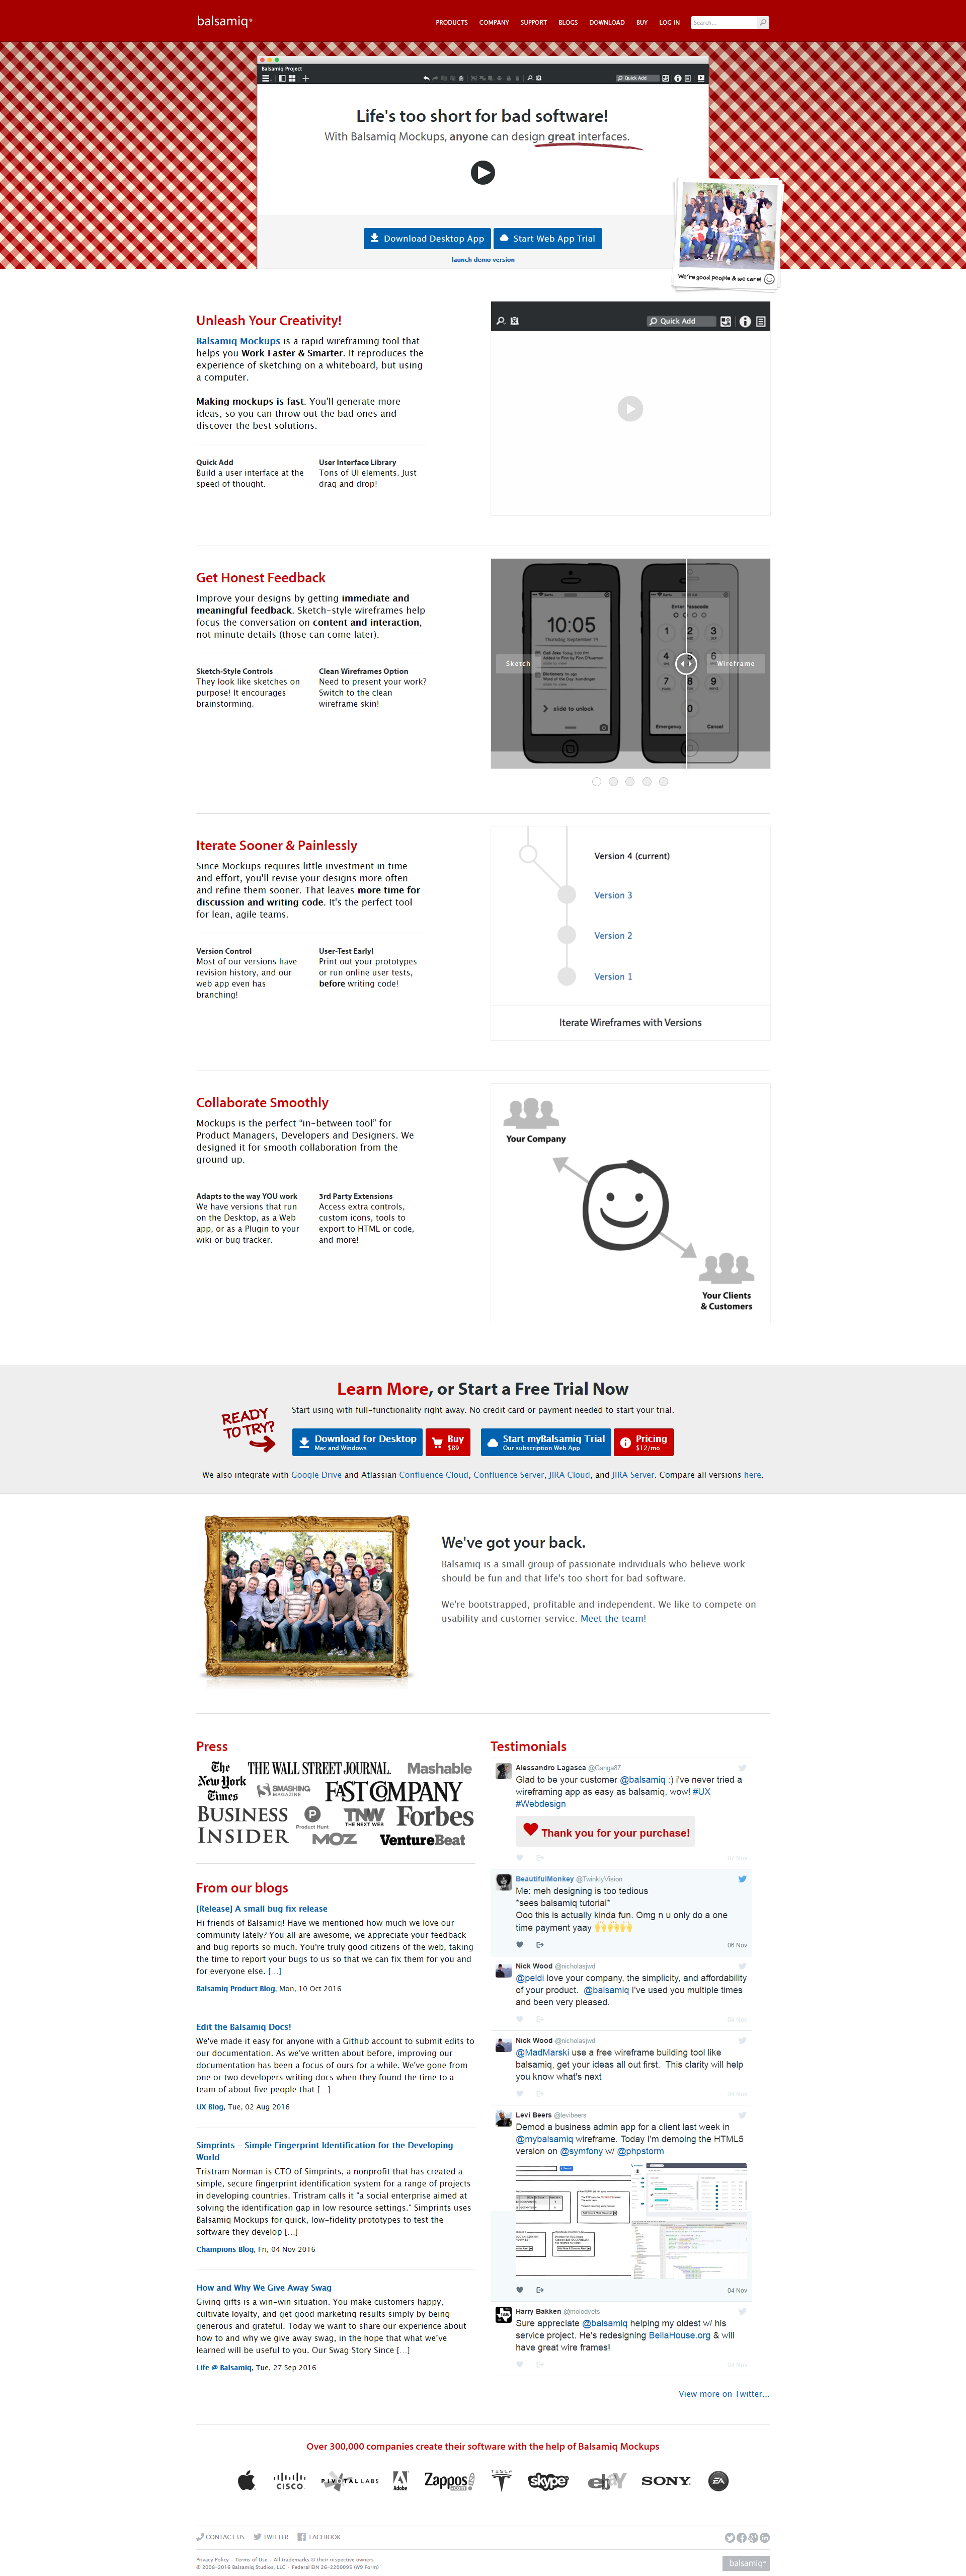 balsamiq®
PRODUCTS COMPANY SUPPORT BLOGS DOWNLOAD BUY LOG IN Search...
Balsamiq Project
Quick Add
Life's too short for bad software!
With Balsamiq Mockups, anyone can design great interfaces.
Download Desktop App Start Web App Trial
launch demo version
We're good people & we care!
Unleash Your Creativity!
Balsamiq Mockups is a rapid wireframing tool that
helps you Work Faster & Smarter. It reproduces the
experience of sketching on a whiteboard, but using
a computer.
Making mockups is fast. You'll generate more
ideas, so you can throw out the bad ones and
discover the best solutions.
Quick Add
Build a user interface at the
speed of thought.
User Interface Library
Tons of UI elements. Just
drag and drop!
Quick Add
Get Honest Feedback
Improve your designs by getting immediate and
meaningful feedback. Sketch-style wireframes help
focus the conversation on content and interaction,
not minute details (those can come later).
Sketch-Style Controls
They look like sketches on
purpose! It encourages
brainstorming.
Clean Wireframes Option
Need to present your work?
Switch to the clean
wireframe skin!
10:05
Thursday, September 14
slide to unlock
Sketch
Wireframe
Enter Passcode
1 2 3
4 5 6
7 8 9
0
Emergency Cancel
Iterate Sooner & Painlessly
Since Mockups requires little investment in time
and effort, you'll revise your designs more often
and refine them sooner. That leaves more time for
discussion and writing code. It's the perfect tool
for lean, agile teams.
Version Control
Most of our versions have
revision history, and our
web app even has
branching!
User-Test Early!
Print out your prototypes
or run online user tests,
before writing code!
Version 4 (current)
Version 3
Version 2
Version 1
Iterate Wireframes with Versions
Collaborate Smoothly
Mockups is the perfect “in-between tool” for
Product Managers, Developers and Designers. We
designed it for smooth collaboration from the
ground up.
Adapts to the way YOU work
We have versions that run
on the Desktop, as a Web
app, or as a Plugin to your
wiki or bug tracker.
3rd Party Extensions
Access extra controls,
custom icons, tools to
export to HTML or code,
and more!
Your Company
Your Clients
& Customers
Learn More, or Start a Free Trial Now
Start using with full-functionality right away. No credit card or payment needed to start your trial.
READY
TO TRY?
Download for Desktop
Mac and Windows
Buy
$89
Start myBalsamiq Trial
Our subscription Web App
Pricing
$12/mo
We also integrate with Google Drive and Atlassian Confluence Cloud, Confluence Server, JIRA Cloud, and JIRA Server. Compare all versions here.
We've got your back.
Balsamiq is a small group of passionate individuals who believe work
should be fun and that life's too short for bad software.
We're bootstrapped, profitable and independent. We like to compete on
usability and customer service. Meet the team!
Press
The New York Times
THE WALL STREET JOURNAL.
Mashable
SMASHING MAGAZINE
FAST COMPANY
BUSINESS INSIDER
Product Hunt
TNW THE NEXT WEB
Forbes
MOZ
VentureBeat
From our blogs
[Release] A small bug fix release
Hi friends of Balsamiq! Have we mentioned how much we love our
community lately? You all are awesome, we appreciate your feedback
and bug reports so much. You're truly good citizens of the web, taking
the time to report your bugs to us so that we can fix them for you and
for everyone else. […]
Balsamiq Product Blog, Mon, 10 Oct 2016
Edit the Balsamiq Docs!
We've made it easy for anyone with a Github account to submit edits to
our documentation. As we've written about before, improving our
documentation has been a focus of ours for a while. We've gone from
one or two developers writing docs when they found the time to a
team of about five people that […]
UX Blog, Tue, 02 Aug 2016
Simprints - Simple Fingerprint Identification for the Developing
World
Tristram Norman is CTO of Simprints, a nonprofit that has created a
simple, secure fingerprint identification system for a range of projects
in developing countries. Tristram calls it “a social enterprise aimed at
solving the identification gap in low resource settings.” Simprints uses
Balsamiq Mockups for quick, low-fidelity prototypes to test the
software they develop […]
Champions Blog, Fri, 04 Nov 2016
How and Why We Give Away Swag
Giving gifts is a win-win situation. You make customers happy,
cultivate loyalty, and get good marketing results simply by being
generous and grateful. Today we want to share our experience about
how to and why we give away swag, in the hope that what we've
learned will be useful to you. Our Swag Story Since […]
Life @ Balsamiq, Tue, 27 Sep 2016
Testimonials
Alessandro Lagasca @Ganga87
Glad to be your customer @balsamiq :) I've never tried a
wireframing app as easy as balsamiq, wow! #UX
#Webdesign
Thank you for your purchase!
07 Nov
BeautifulMonkey @TwinklyVision
Me: meh designing is too tedious
*sees balsamiq tutorial*
Ooo this is actually kinda fun. Omg n u only do a one
time payment yaay 🙌🙌🙌
06 Nov
Nick Wood @nicholasjwd
@peldi love your company, the simplicity, and affordability
of your product. @balsamiq I've used you multiple times
and been very pleased.
04 Nov
Nick Wood @nicholasjwd
@MadMarski use a free wireframe building tool like
balsamiq, get your ideas all out first. This clarity will help
you know what's next
04 Nov
Levi Beers @levibeers
Demod a business admin app for a client last week in
@mybalsamiq wireframe. Today I'm demoing the HTML5
version on @symfony w/ @phpstorm
04 Nov
Harry Bakken @molodyets
Sure appreciate @balsamiq helping my oldest w/ his
service project. He's redesigning BellaHouse.org & will
have great wire frames!
04 Nov
View more on Twitter...
Over 300,000 companies create their software with the help of Balsamiq Mockups
CISCO PIVOTAL LABS Adobe Zappos TESLA skype ebay SONY EA
CONTACT US TWITTER FACEBOOK
Privacy Policy · Terms of Use · All trademarks © their respective owners
© 2008-2016 Balsamiq Studios, LLC · Federal EIN 26-2200095 (W9 Form)
balsamiq®